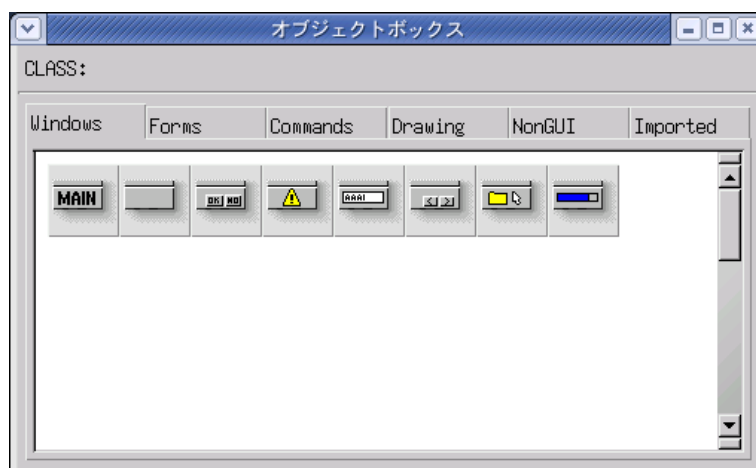 オブジェクトボックス
CLASS:
Windows Forms Commands Drawing NonGUI Imported
MAIN OK NO AAAI